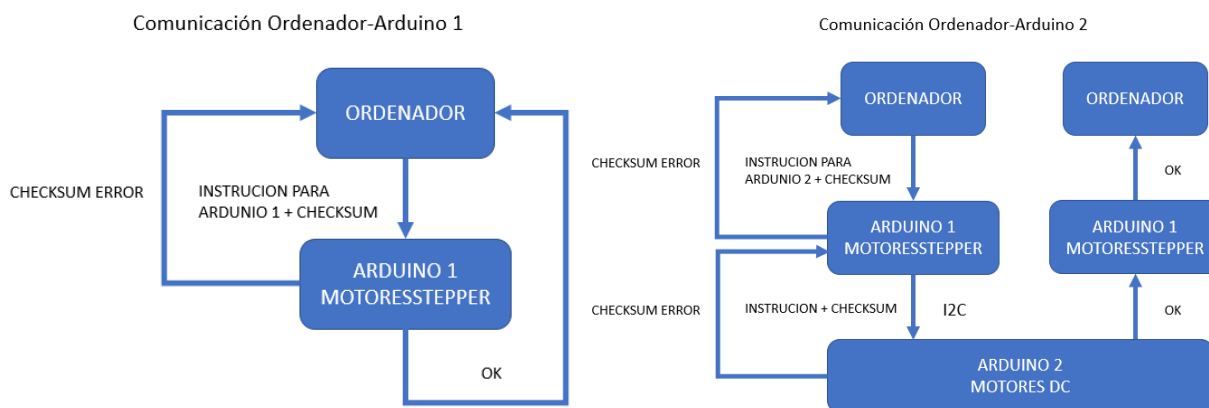 Comunicación Ordenador-Arduino 1
ORDENADOR
CHECKSUM ERROR
INSTRUCION PARA
ARDUNIO 1 + CHECKSUM
ARDUINO 1
MOTORESSTEPPER
OK
Comunicación Ordenador-Arduino 2
ORDENADOR
ORDENADOR
CHECKSUM ERROR
INSTRUCION PARA
ARDUNIO 2 + CHECKSUM
OK
ARDUINO 1
MOTORESSTEPPER
ARDUINO 1
MOTORESSTEPPER
CHECKSUM ERROR
INSTRUCION + CHECKSUM
I2C
OK
ARDUINO 2
MOTORES DC